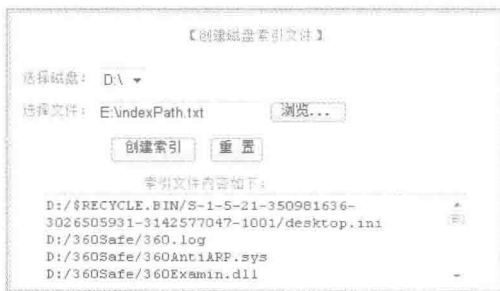 【创建磁盘索引文件】
选择磁盘： D:\
选择文件： E:\indexPath.txt 浏览...
创建索引 重 置
索引文件内容如下：
D:/$RECYCLE.BIN/S-1-5-21-350981636-
3026505931-3142577047-1001/desktop.ini
D:/360Safe/360.log
D:/360Safe/360AntiARP.sys
D:/360Safe/360Examin.dll